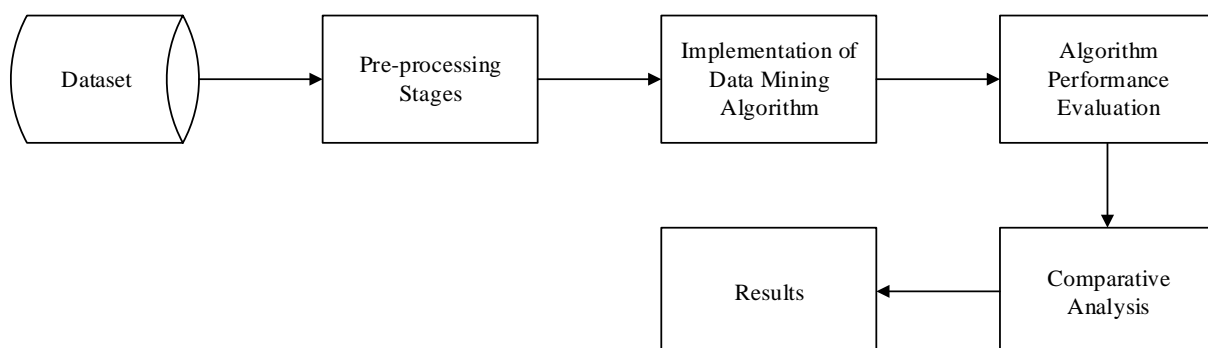 Dataset
Pre-processing
Stages
Implementation of
Data Mining
Algorithm
Algorithm
Performance
Evaluation
Comparative
Analysis
Results